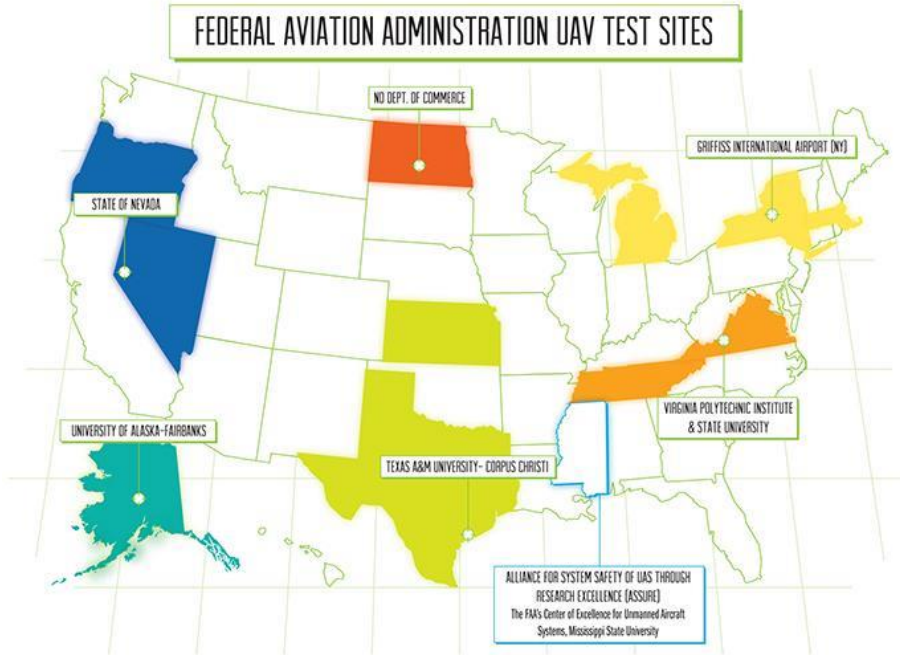 FEDERAL AVIATION ADMINISTRATION UAV TEST SITES
NO DEPT. OF COMMERCE
GRIFFISS INTERNATIONAL AIRPORT (NY)
STATE OF NEVADA
VIRGINIA POLYTECHNIC INSTITUTE
& STATE UNIVERSITY
UNIVERSITY OF ALASKA-FAIRBANKS
TEXAS A&M UNIVERSITY- CORPUS CHRISTI
ALLIANCE FOR SYSTEM SAFETY OF UAS THROUGH
RESEARCH EXCELLENCE (ASSURE)
The FAA's Center of Excellence for Unmanned Aircraft
Systems, Mississippi State University